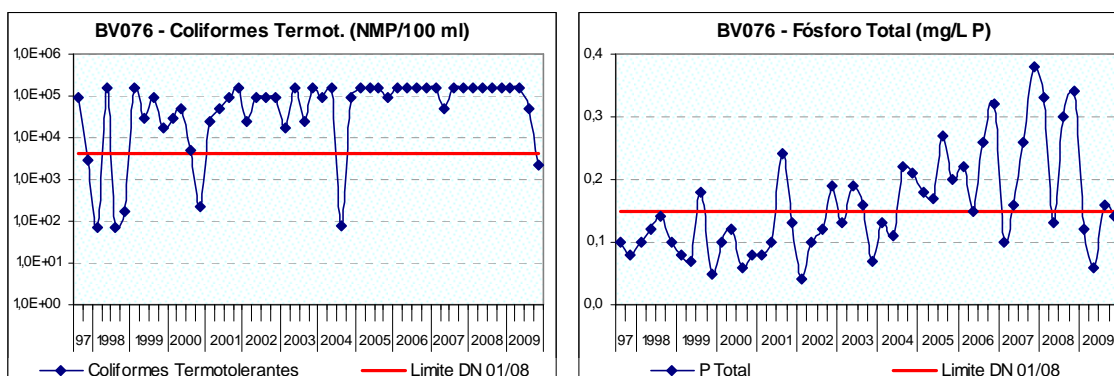 BV076 - Coliformes Termot. (NMP/100 ml)
1,0E+06
1,0E+05
1,0E+04
1,0E+03
1,0E+02
1,0E+01
1,0E+00
97 1998 1999 2000 2001 2002 2003 2004 2005 2006 2007 2008 2009
Coliformes Termotolerantes Limite DN 01/08
BV076 - Fósforo Total (mg/L P)
0,4
0,3
0,2
0,1
0,0
97 1998 1999 2000 2001 2002 2003 2004 2005 2006 2007 2008 2009
P Total Limite DN 01/08